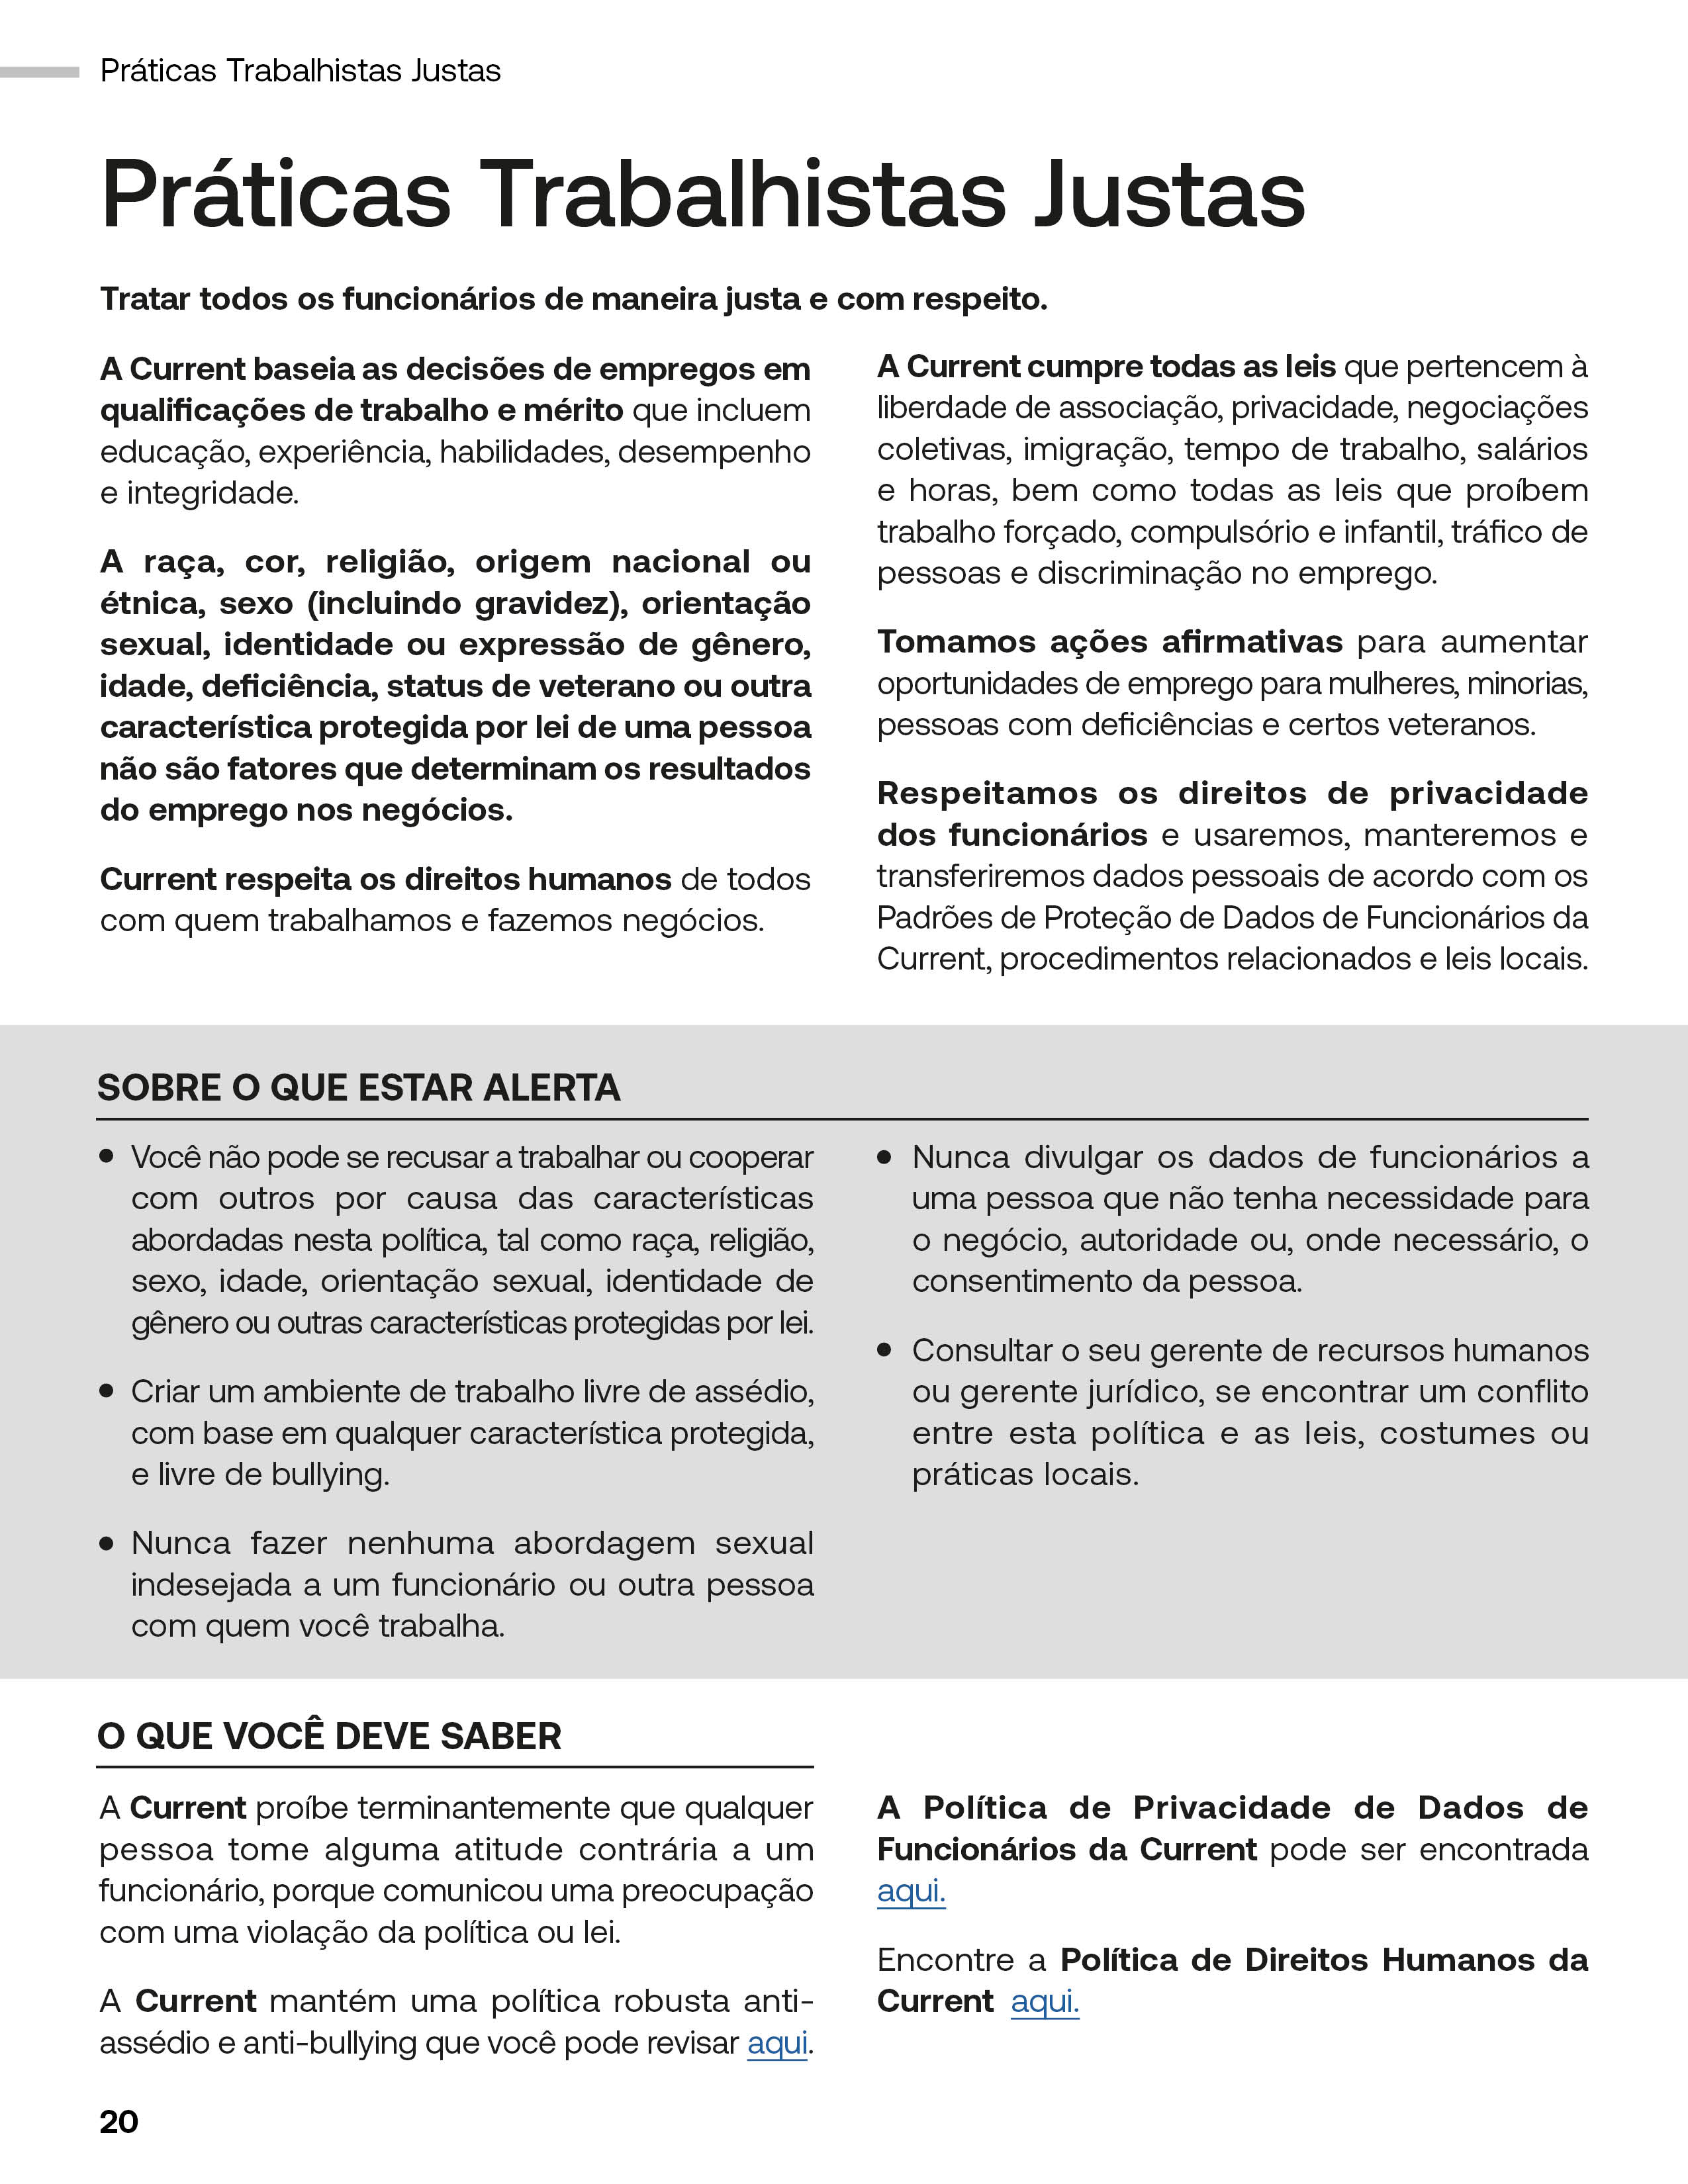 Práticas Trabalhistas Justas
Práticas Trabalhistas Justas
Tratar todos os funcionários de maneira justa e com respeito.
A Current baseia as decisões de empregos em
qualificações de trabalho e mérito que incluem
educação, experiência, habilidades, desempenho
e integridade.
A raça, cor, religião, origem nacional ou
étnica, sexo (incluindo gravidez), orientação
sexual, identidade ou expressão de gênero,
idade, deficiência, status de veterano ou outra
característica protegida por lei de uma pessoa
não são fatores que determinam os resultados
do emprego nos negócios.
Current respeita os direitos humanos de todos
com quem trabalhamos e fazemos negócios.
A Current cumpre todas as leis que pertencem à
liberdade de associação, privacidade, negociações
coletivas, imigração, tempo de trabalho, salários
e horas, bem como todas as leis que proíbem
trabalho forçado, compulsório e infantil, tráfico de
pessoas e discriminação no emprego.
Tomamos ações afirmativas para aumentar
oportunidades de emprego para mulheres, minorias,
pessoas com deficiências e certos veteranos.
Respeitamos os direitos de privacidade
dos funcionários e usaremos, manteremos e
transferiremos dados pessoais de acordo com os
Padrões de Proteção de Dados de Funcionários da
Current, procedimentos relacionados e leis locais.
SOBRE O QUE ESTAR ALERTA
● Você não pode se recusar a trabalhar ou cooperar
com outros por causa das características
abordadas nesta política, tal como raça, religião,
sexo, idade, orientação sexual, identidade de
gênero ou outras características protegidas por lei.
● Criar um ambiente de trabalho livre de assédio,
com base em qualquer característica protegida,
e livre de bullying.
● Nunca fazer nenhuma abordagem sexual
indesejada a um funcionário ou outra pessoa
com quem você trabalha.
● Nunca divulgar os dados de funcionários a
uma pessoa que não tenha necessidade para
o negócio, autoridade ou, onde necessário, o
consentimento da pessoa.
● Consultar o seu gerente de recursos humanos
ou gerente jurídico, se encontrar um conflito
entre esta política e as leis, costumes ou
práticas locais.
O QUE VOCÊ DEVE SABER
A Current proíbe terminantemente que qualquer
pessoa tome alguma atitude contrária a um
funcionário, porque comunicou uma preocupação
com uma violação da política ou lei.
A Current mantém uma política robusta anti-
assédio e anti-bullying que você pode revisar aqui.
A Política de Privacidade de Dados de
Funcionários da Current pode ser encontrada
aqui.
Encontre a Política de Direitos Humanos da
Current aqui.
20